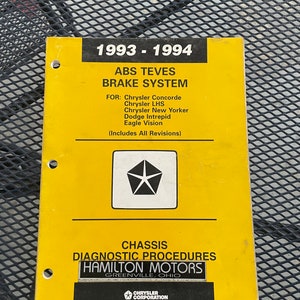 1993 - 1994
ABS TEVES
BRAKE SYSTEM
FOR: Chrysler Concorde
Chrysler LHS
Chrysler New Yorker
Dodge Intrepid
Eagle Vision
(Includes All Revisions)
CHASSIS
DIAGNOSTIC PROCEDURES
HAMILTON MOTORS
GREENVILLE, OHIO
CHRYSLER
CORPORATION